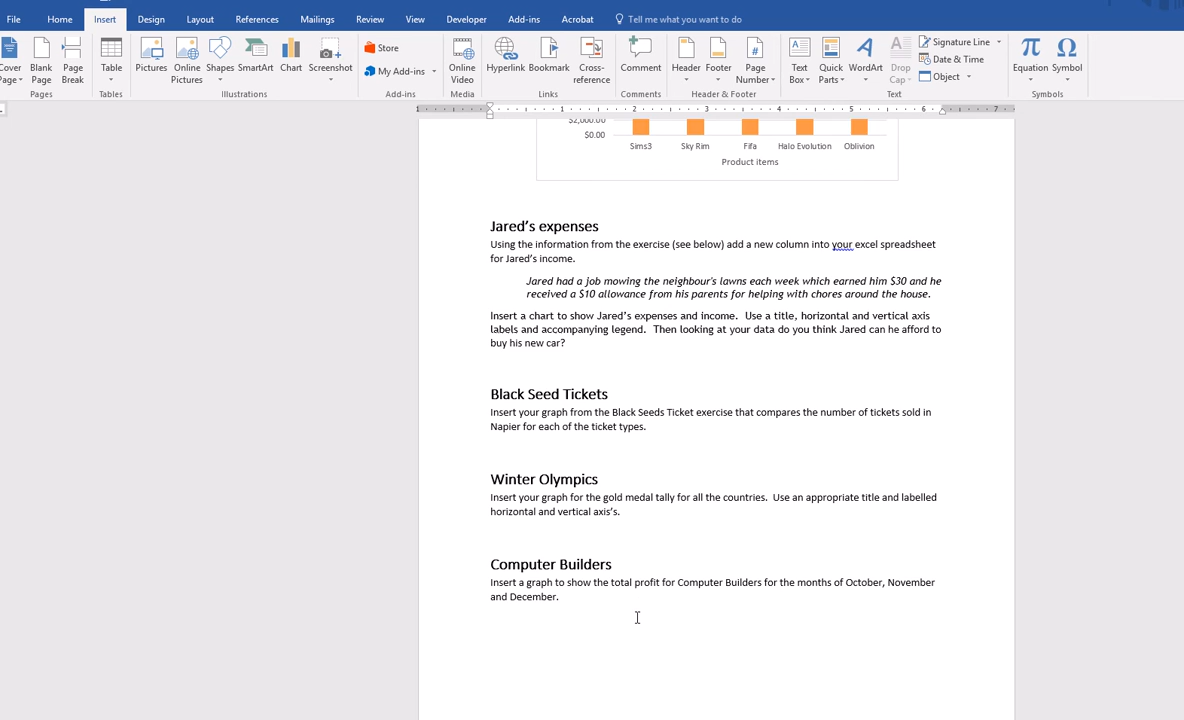 File Home Insert Design Layout References Mailings Review View Developer Add-ins Acrobat Tell me what you want to do
Cover Page
Blank Page
Page Break
Table
Pictures
Online Pictures
Shapes
SmartArt
Chart
Screenshot
Store
My Add-ins
Online Video
Hyperlink
Bookmark
Cross-reference
Comment
Header
Footer
Page Number
#
Text Box
A
Quick Parts
WordArt
Drop Cap
Signature Line
Date & Time
Object
π Equation
Ω Symbol
Pages Tables Illustrations Add-ins Media Links Comments Header & Footer Text Symbols
1 1 2 3 4 5 6 7
$2,000.00
$0.00
Sims3 Sky Rim Fifa Halo Evolution Oblivion
Product items
Jared's expenses
Using the information from the exercise (see below) add a new column into your excel spreadsheet
for Jared's income.
Jared had a job mowing the neighbour's lawns each week which earned him $30 and he
received a $10 allowance from his parents for helping with chores around the house.
Insert a chart to show Jared's expenses and income. Use a title, horizontal and vertical axis
labels and accompanying legend. Then looking at your data do you think Jared can he afford to
buy his new car?
Black Seed Tickets
Insert your graph from the Black Seeds Ticket exercise that compares the number of tickets sold in
Napier for each of the ticket types.
Winter Olympics
Insert your graph for the gold medal tally for all the countries. Use an appropriate title and labelled
horizontal and vertical axis's.
Computer Builders
Insert a graph to show the total profit for Computer Builders for the months of October, November
and December.